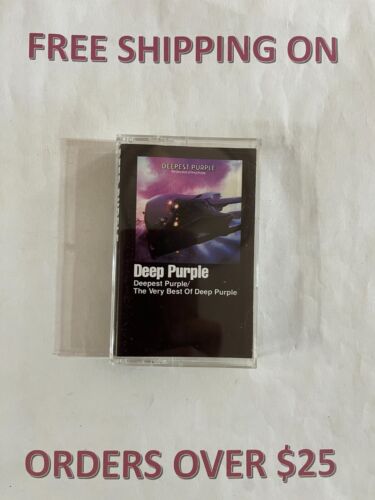 FREE SHIPPING ON
DEEPEST PURPLE
Deep Purple
Deepest Purple/
The Very Best Of Deep Purple
ORDERS OVER $25